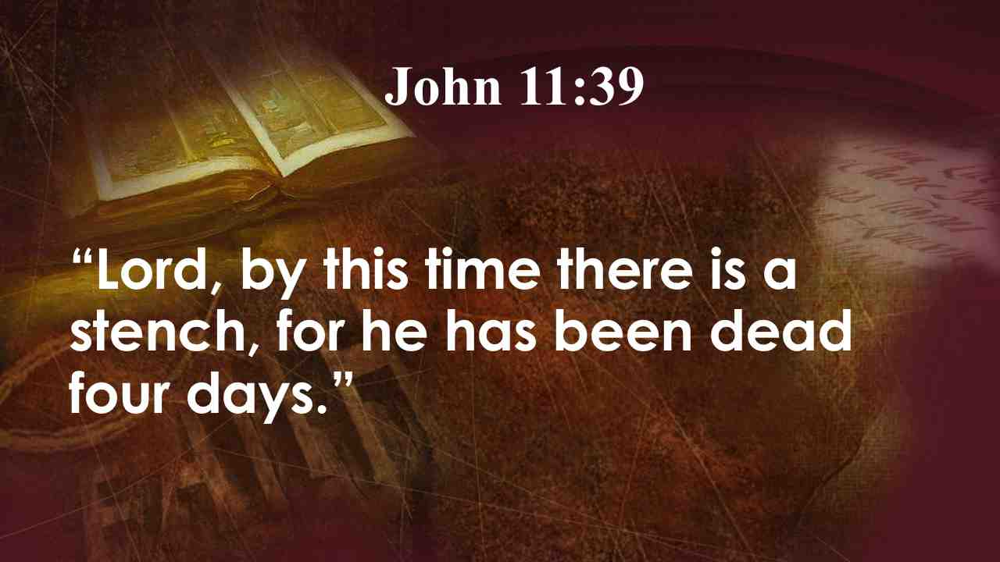 John 11:39
“Lord, by this time there is a
stench, for he has been dead
four days.”